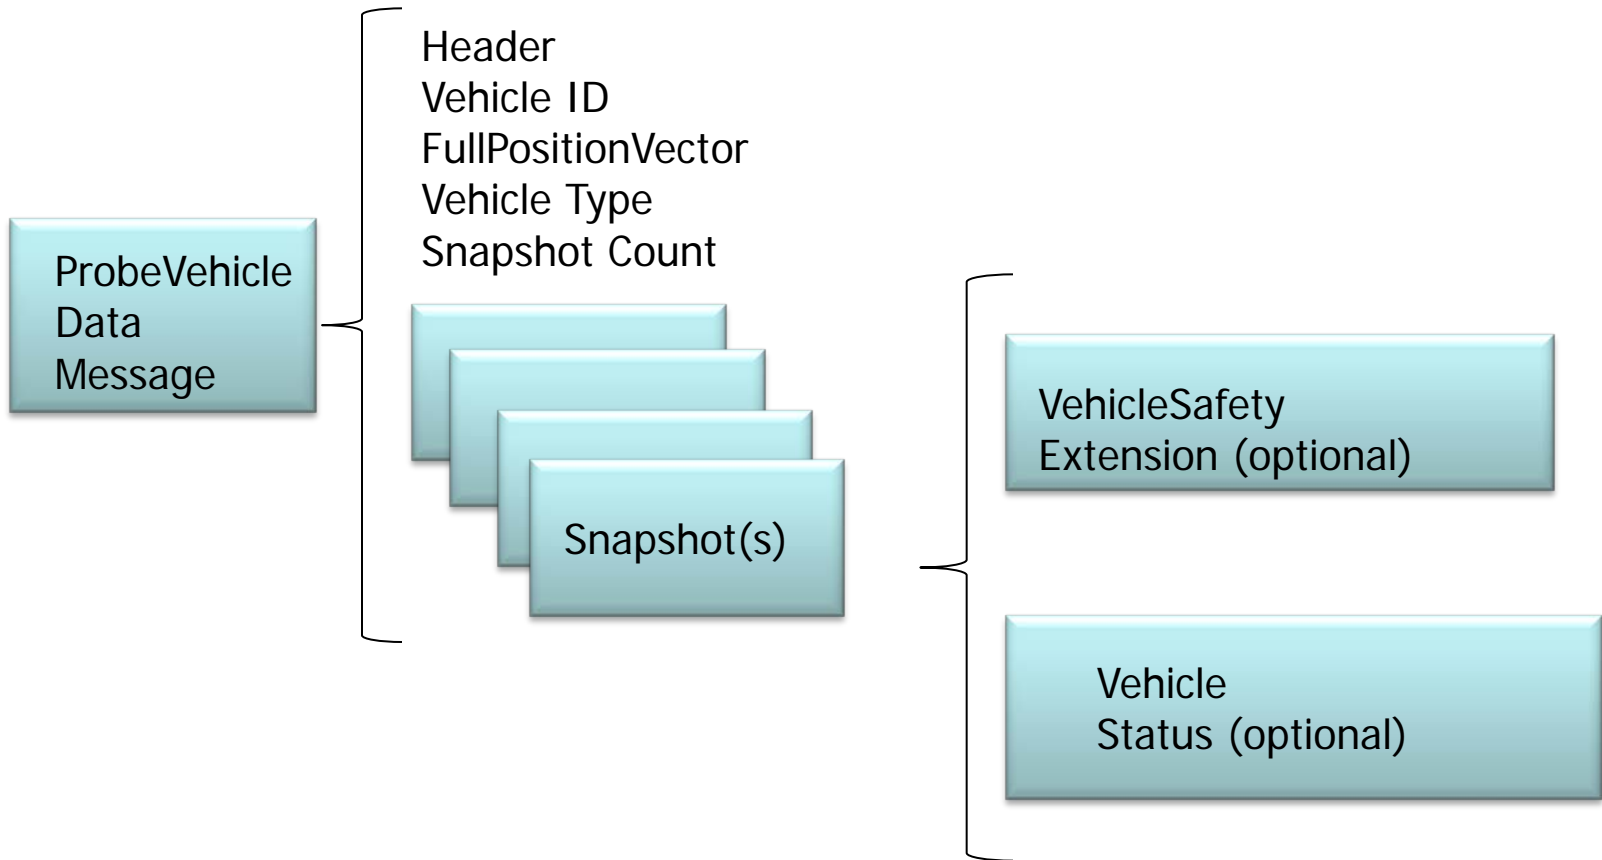 ProbeVehicle
Data
Message
Header
Vehicle ID
FullPositionVector
Vehicle Type
Snapshot Count
Snapshot(s)
VehicleSafety
Extension (optional)
Vehicle
Status (optional)